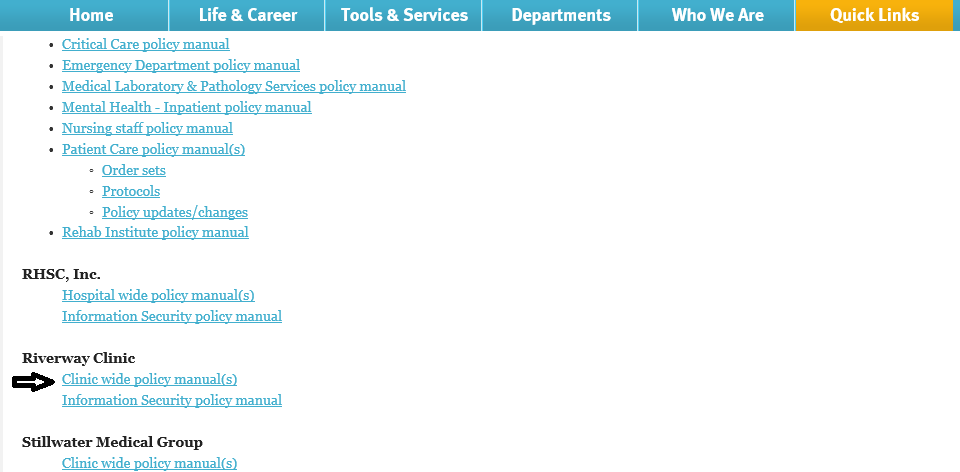 Home Life & Career Tools & Services Departments Who We Are Quick Links
Critical Care policy manual
Emergency Department policy manual
Medical Laboratory & Pathology Services policy manual
Mental Health - Inpatient policy manual
Nursing staff policy manual
Patient Care policy manual(s)
Order sets
Protocols
Policy updates/changes
Rehab Institute policy manual
RHSC, Inc.
Hospital wide policy manual(s)
Information Security policy manual
Riverway Clinic
Clinic wide policy manual(s)
Information Security policy manual
Stillwater Medical Group
Clinic wide policy manual(s)